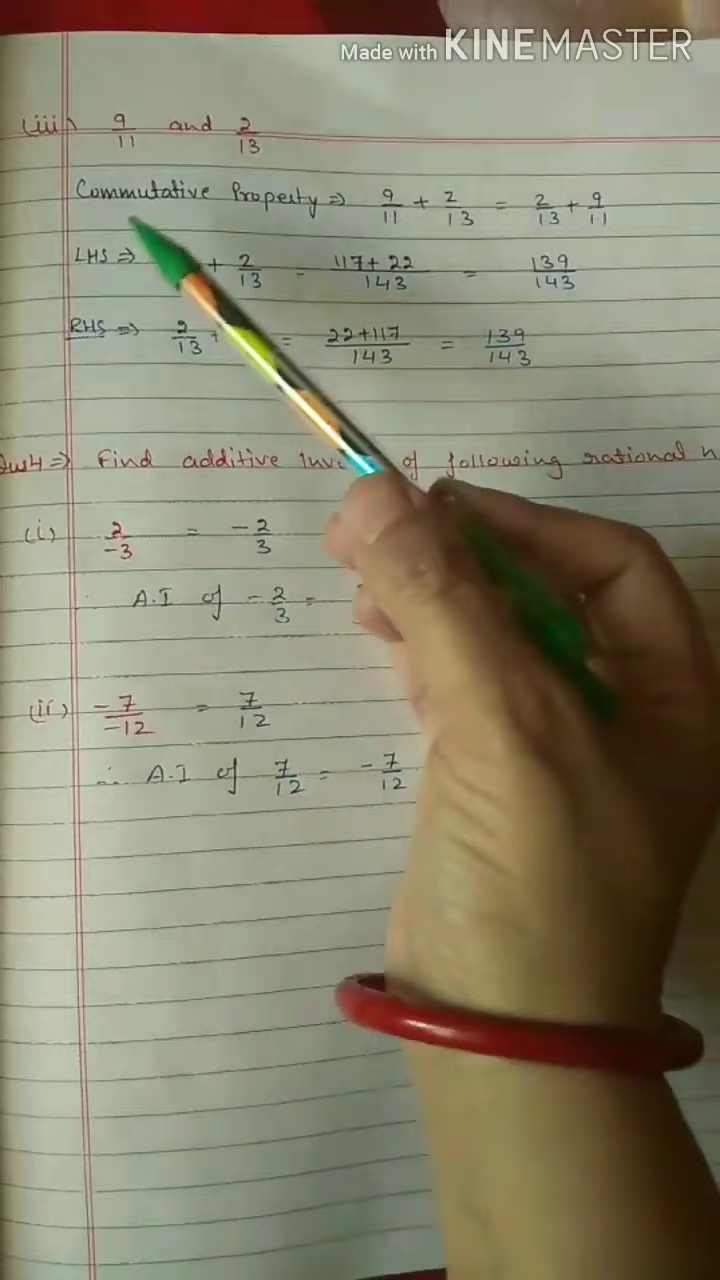 Made with KINEMASTER
(iii) 9/11 and 2/13
Commutative Property ⇒ 9/11 + 2/13 = 2/13 + 9/11
LHS ⇒ + 2/13 - 117+22/143 = 139/143
RHS ⇒ 2/13 + = 22+117/143 = 139/143
4 ⇒ Find additive of following rational
(i) 2/-3 = -2/3
A.I of -2/3 =
(ii) -7/-12 = 7/12
∴ A.I of 7/12 = -7/12